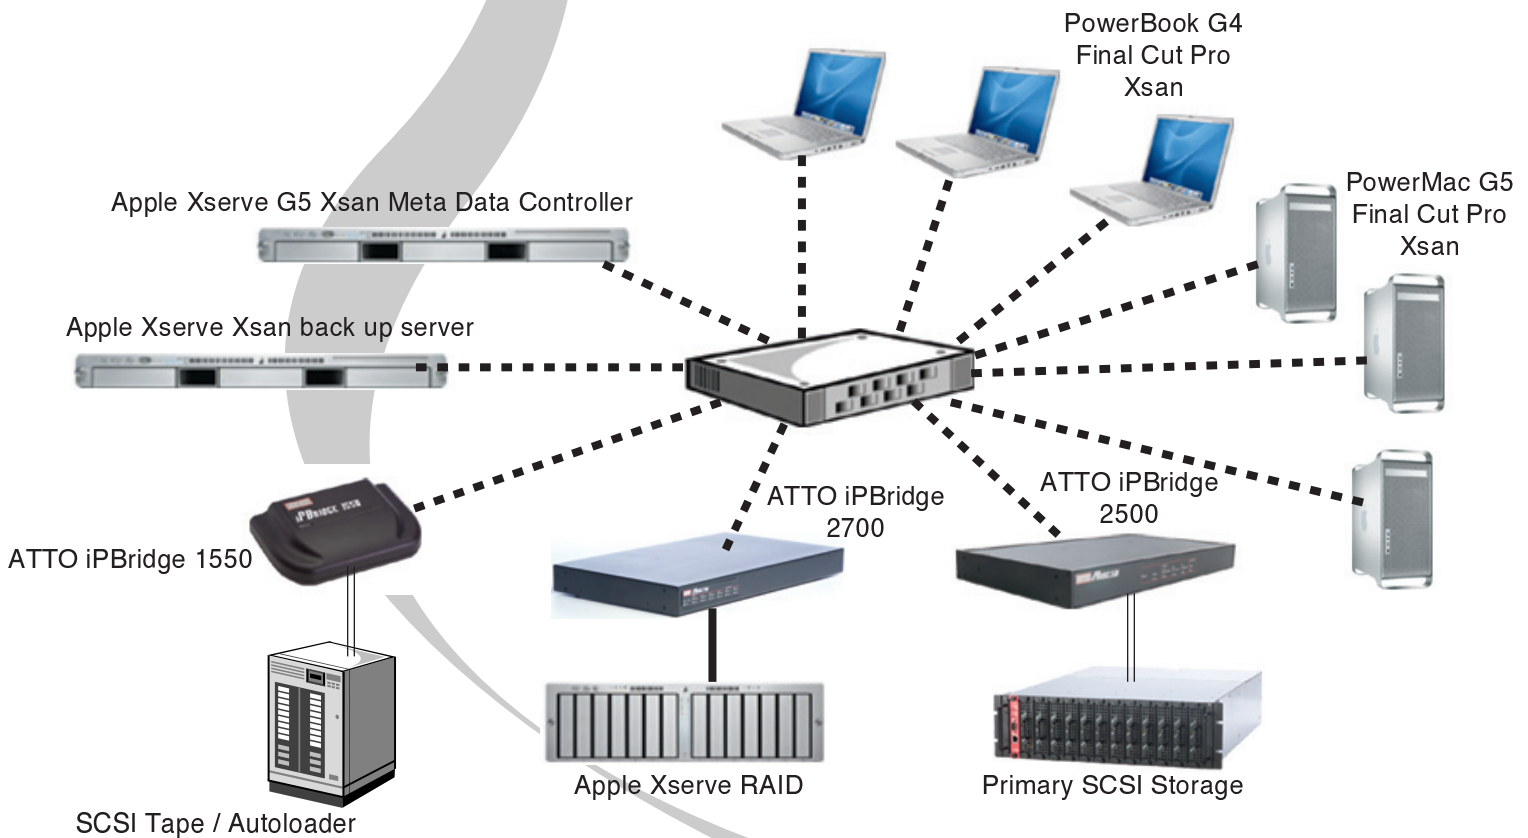 PowerBook G4
Final Cut Pro
Xsan
PowerMac G5
Final Cut Pro
Xsan
Apple Xserve G5 Xsan Meta Data Controller
Apple Xserve Xsan back up server
iPBRIDGE 1550
ATTO iPBridge 1550
ATTO iPBridge
2700
ATTO iPBridge
2500
Apple Xserve RAID
Primary SCSI Storage
SCSI Tape / Autoloader